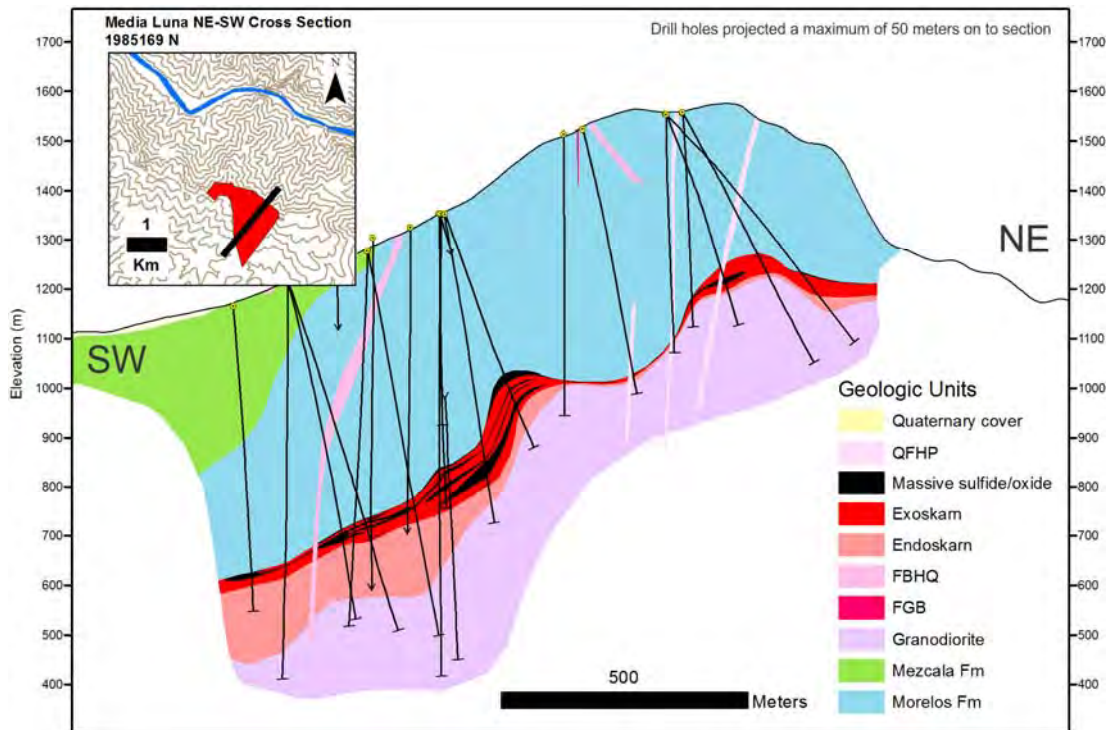 Media Luna NE-SW Cross Section
1985169 N
Drill holes projected a maximum of 50 meters on to section
N
1
Km
SW
NE
Elevation (m)
1700
1600
1500
1400
1300
1200
1100
1000
900
800
700
600
500
400
1700
1600
1500
1400
1300
1200
1100
1000
900
800
700
600
500
400
Geologic Units
Quaternary cover
QFHP
Massive sulfide/oxide
Exoskarn
Endoskarn
FBHQ
FGB
Granodiorite
Mezcala Fm
Morelos Fm
500
Meters